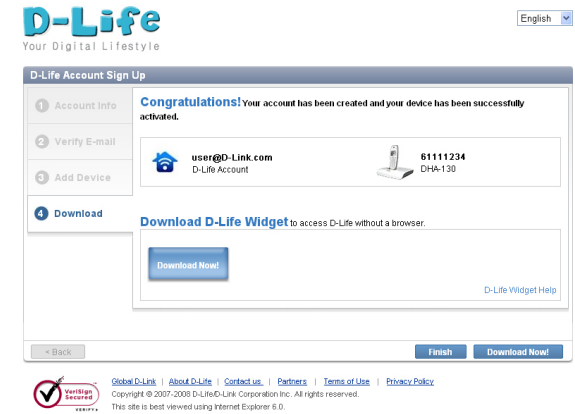 D-Life
Your Digital Lifestyle
English
D-Life Account Sign Up
1 Account Info
2 Verify E-mail
3 Add Device
4 Download
Congratulations! Your account has been created and your device has been successfully
activated.
user@D-Link.com
D-Life Account
61111234
DHA-130
Download D-Life Widget to access D-Life without a browser.
Download Now!
D-Life Widget Help
< Back
Finish
Download Now!
VeriSign
Secured
VERIFY▶
Global D-Link | About D-Life | Contact us | Partners | Terms of Use | Privacy Policy
Copyright © 2007-2008 D-Life/D-Link Corporation Inc. All rights reserved.
This site is best viewed using Internet Explorer 6.0.